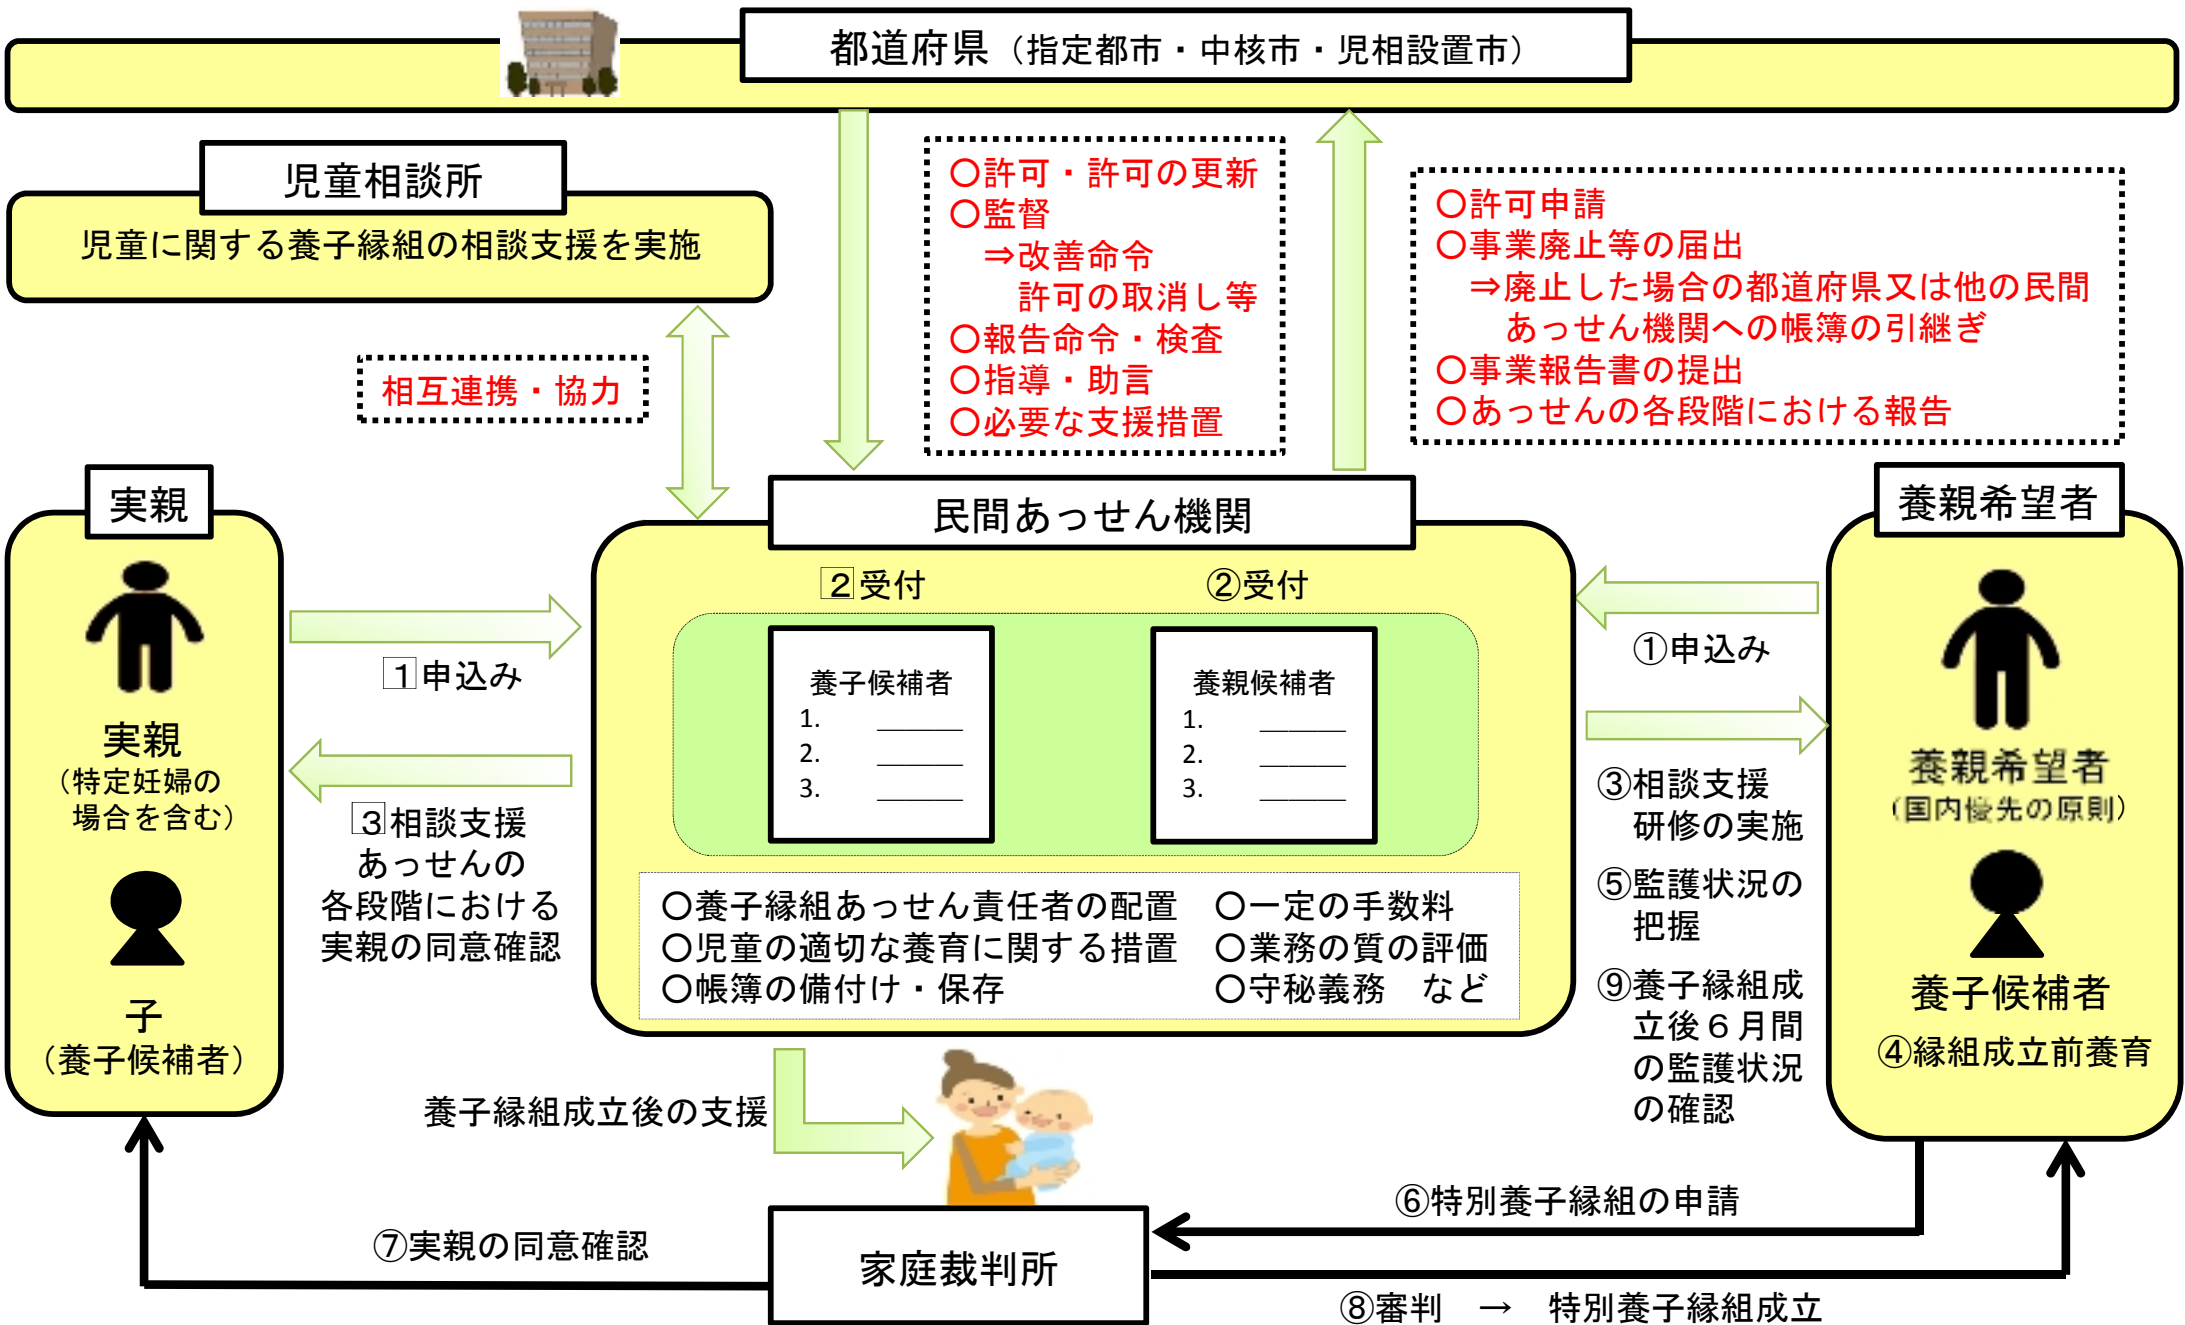 都道府県（指定都市・中核市・児相設置市）
児童相談所
児童に関する養子縁組の相談支援を実施
相互連携・協力
〇許可・許可の更新
〇監督
⇒改善命令
許可の取消し等
〇報告命令・検査
〇指導・助言
〇必要な支援措置
〇許可申請
〇事業廃止等の届出
⇒廃止した場合の都道府県又は他の民間
あっせん機関への帳簿の引継ぎ
〇事業報告書の提出
〇あっせんの各段階における報告
実親
実親
（特定妊婦の
場合を含む）
子
（養子候補者）
1申込み
3相談支援
あっせんの
各段階における
実親の同意確認
民間あっせん機関
2受付
②受付
養子候補者
1. ______
2. ______
3. ______
養親候補者
1. ______
2. ______
3. ______
〇養子縁組あっせん責任者の配置　〇一定の手数料
〇児童の適切な養育に関する措置　〇業務の質の評価
〇帳簿の備付け・保存　〇守秘義務　など
①申込み
③相談支援
研修の実施
⑤監護状況の
把握
⑨養子縁組成
立後６月間
の監護状況
の確認
養親希望者
養親希望者
（国内優先の原則）
養子候補者
④縁組成立前養育
養子縁組成立後の支援
⑥特別養子縁組の申請
⑦実親の同意確認
家庭裁判所
⑧審判　→　特別養子縁組成立